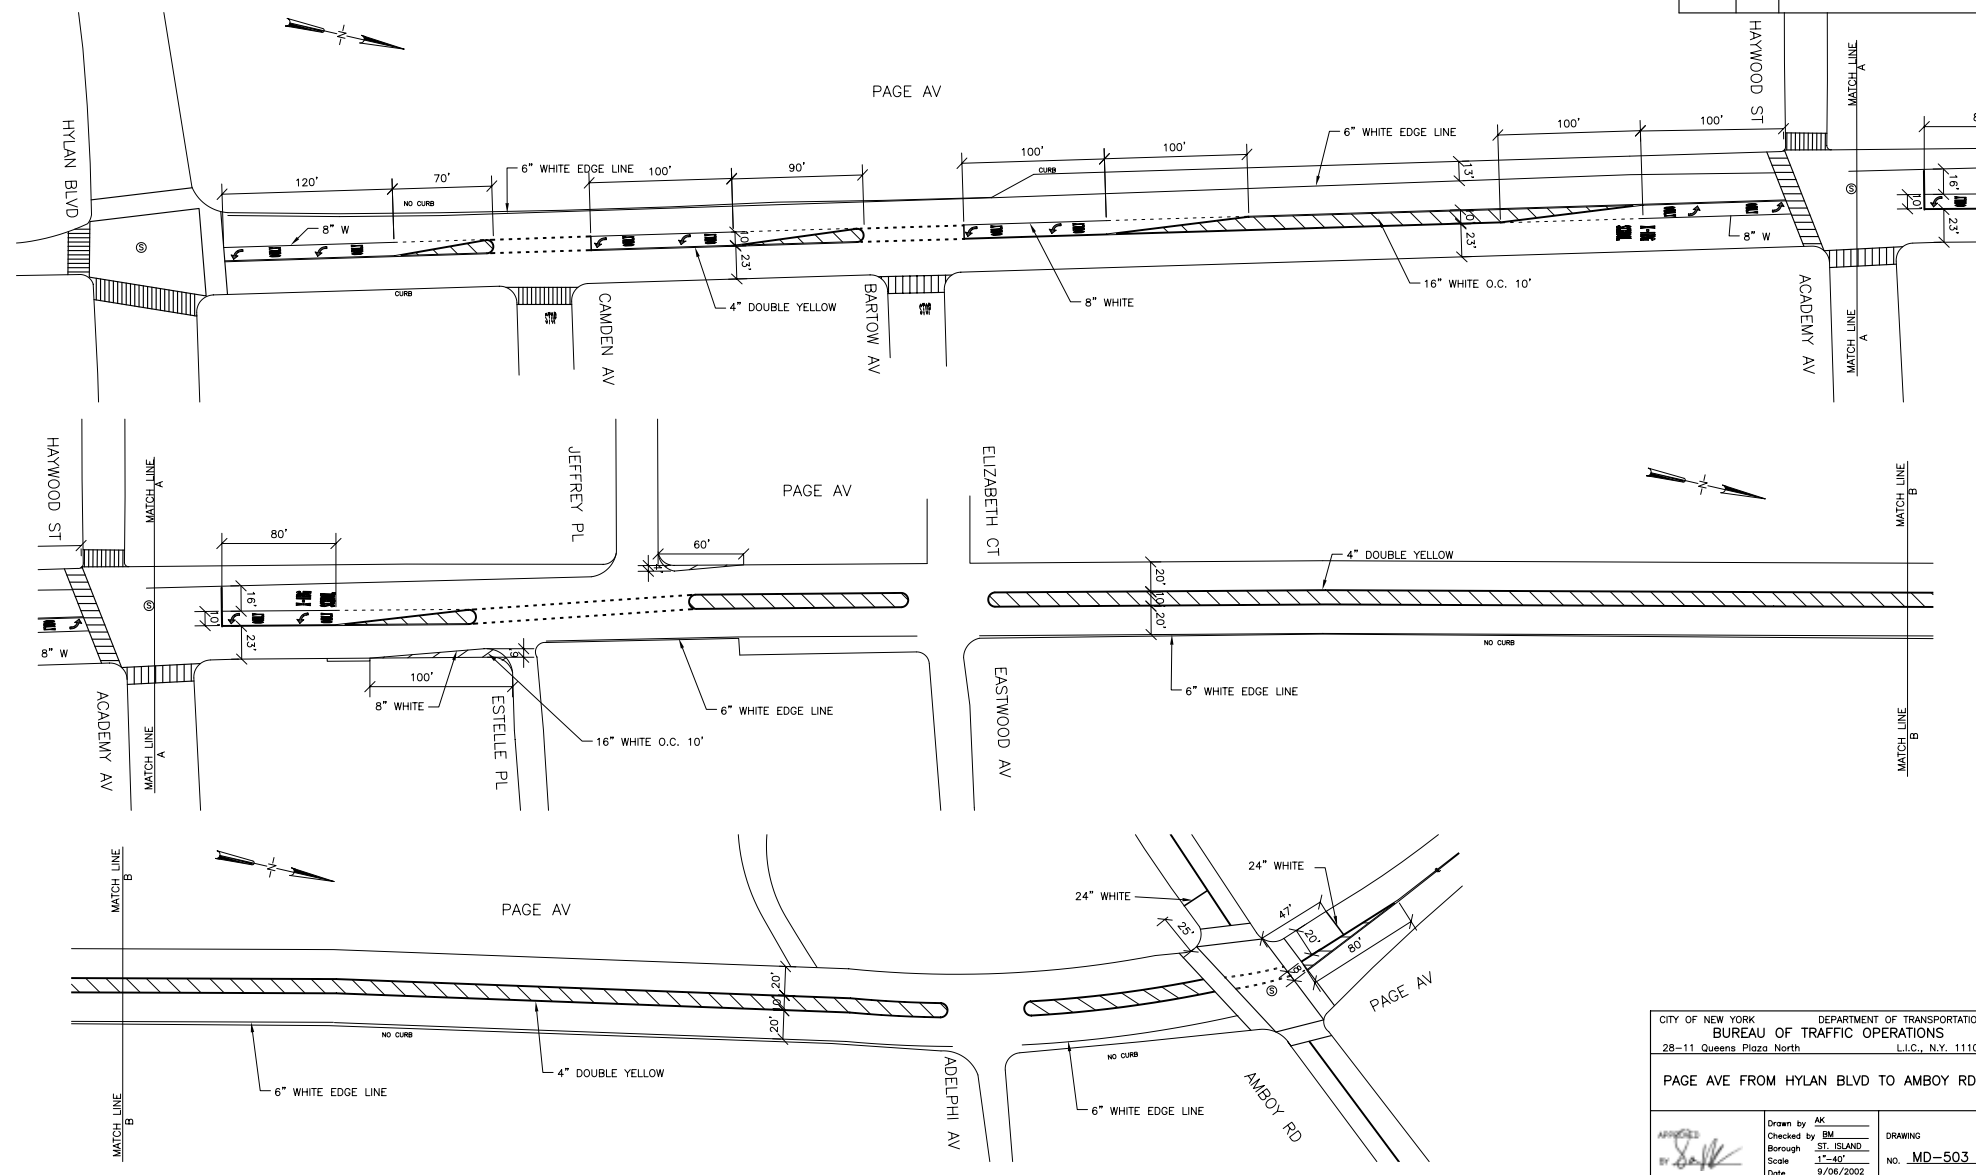 -N-
PAGE AV
HAYWOOD ST
MATCH LINE
A
HYLAN BLVD
6" WHITE EDGE LINE
100'
100'
100'
100'
13'
CURB
120'
70'
6" WHITE EDGE LINE
100'
90'
NO CURB
8" W
S
S
16'
10'
23'
23'
23'
8" W
CURB
CAMDEN AV
4" DOUBLE YELLOW
BARTOW AV
8" WHITE
16" WHITE O.C. 10'
ACADEMY AV
MATCH LINE
A
HAYWOOD ST
MATCH LINE
A
JEFFREY PL
PAGE AV
ELIZABETH CT
-N-
MATCH LINE
B
80'
60'
4'
4" DOUBLE YELLOW
20'
10'
20'
16'
10'
23'
S
8" W
100'
8" WHITE
6" WHITE EDGE LINE
16" WHITE O.C. 10'
NO CURB
6" WHITE EDGE LINE
ACADEMY AV
MATCH LINE
A
ESTELLE PL
EASTWOOD AV
MATCH LINE
B
MATCH LINE
B
-N-
PAGE AV
24" WHITE
24" WHITE
25'
47'
20'
80'
S
PAGE AV
20'
10'
20'
NO CURB
6" WHITE EDGE LINE
4" DOUBLE YELLOW
ADELPHI AV
NO CURB
6" WHITE EDGE LINE
AMBOY RD
MATCH LINE
B
CITY OF NEW YORK DEPARTMENT OF TRANSPORTATIO
BUREAU OF TRAFFIC OPERATIONS
28-11 Queens Plaza North L.I.C., N.Y. 1110
PAGE AVE FROM HYLAN BLVD TO AMBOY RD
APPROVED
BY
Drawn by AK
Checked by BM
Borough ST. ISLAND
Scale 1"-40'
Date 9/06/2002
DRAWING
NO. MD-503